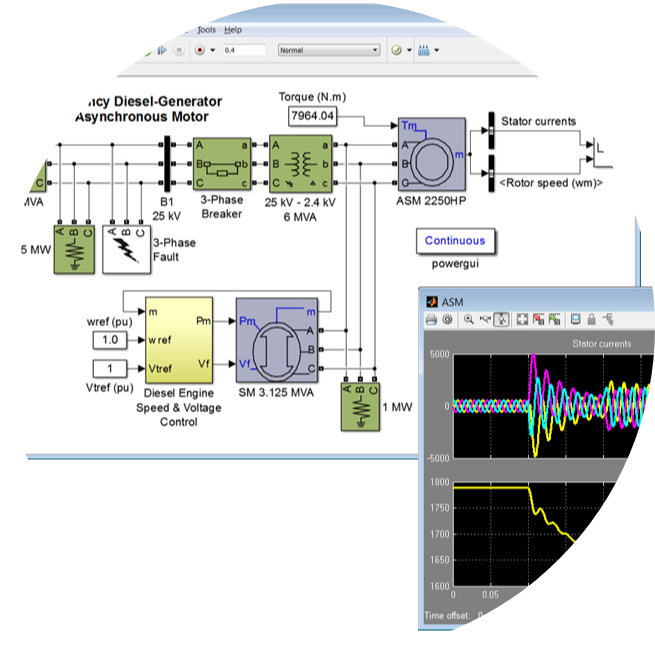 Tools Help
0.4
Normal
ncy Diesel-Generator
Asynchronous Motor
Torque (N.m)
7964.04
Tm
A
B
C
m
ASM 2250HP
Stator currents
<Rotor speed (wm)>
C
MVA
B1
25 kV
A a
B b
C c
3-Phase
Breaker
A a
B b
C c
25 kV - 2.4 kV
6 MVA
Continuous
powergui
5 MW
A B C
A B C
3-Phase
Fault
wref (pu)
1.0
1
Vtref (pu)
m
wref
Vtref
Pm
Vf
Diesel Engine
Speed & Voltage
Control
Pm
Vf_
m
A
B
C
SM 3.125 MVA
A B C
1 MW
ASM
Stator currents
5000
0
-5000
1800
1750
1700
1650
1600
0 0.05
Time offset: 0